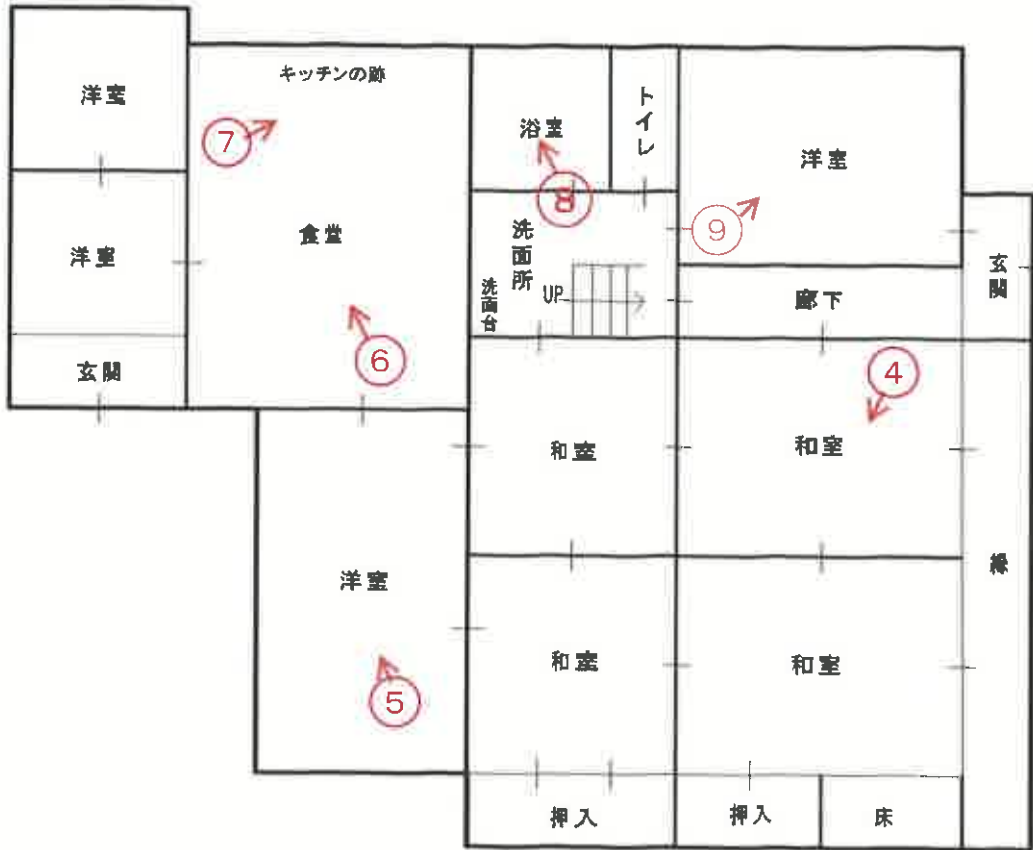 キッチンの跡
洋室
⑦
浴室
トイレ
洋室
⑧
⑨
洋室
食堂
洗面所
洗面台
UP
玄関
廊下
玄関
⑥
④
和室
和室
縁
洋室
⑤
和室
和室
押入
押入
床